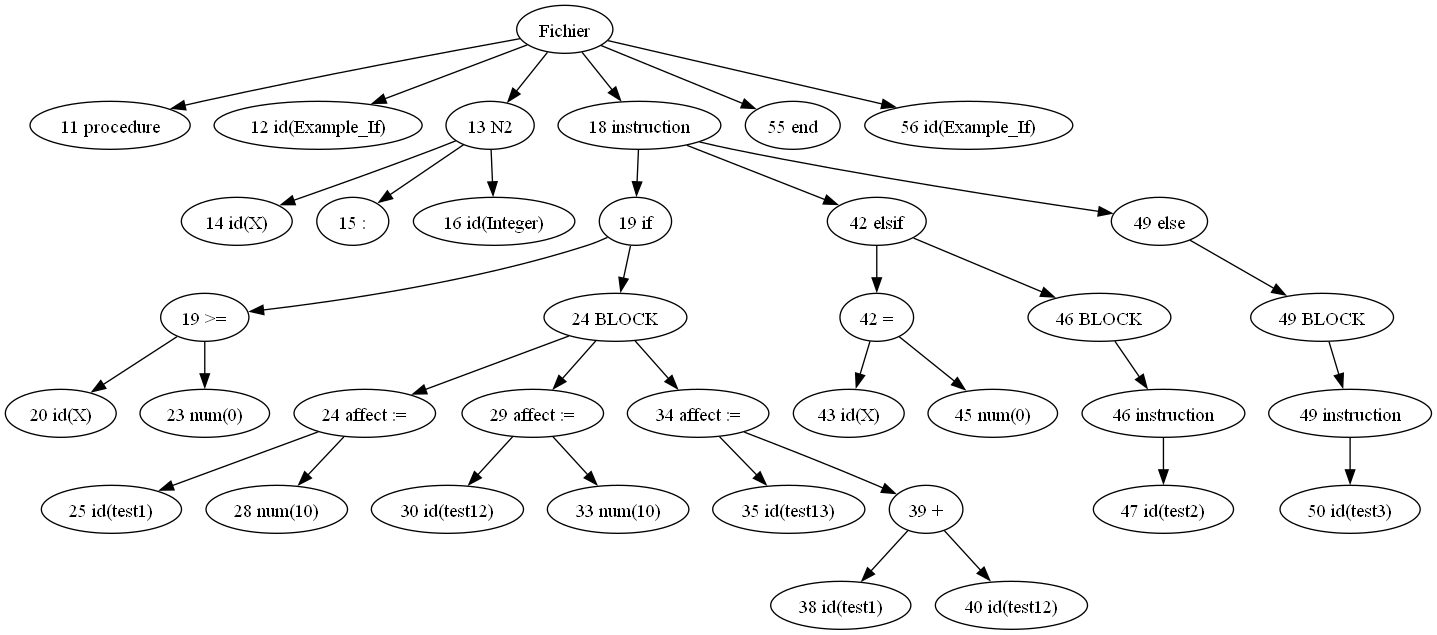 Fichier
11 procedure
12 id(Example_If)
13 N2
18 instruction
55 end
56 id(Example_If)
14 id(X)
15 :
16 id(Integer)
19 if
42 elsif
49 else
19 >=
24 BLOCK
42 =
46 BLOCK
49 BLOCK
20 id(X)
23 num(0)
24 affect :=
29 affect :=
34 affect :=
43 id(X)
45 num(0)
46 instruction
49 instruction
25 id(test1)
28 num(10)
30 id(test12)
33 num(10)
35 id(test13)
39 +
47 id(test2)
50 id(test3)
38 id(test1)
40 id(test12)